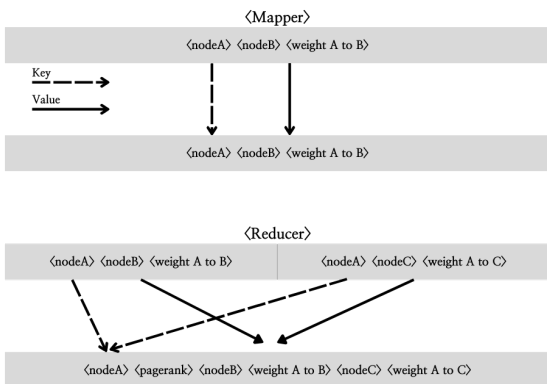 〈Mapper〉
〈nodeA〉 〈nodeB〉 〈weight A to B〉
Key
Value
〈nodeA〉 〈nodeB〉 〈weight A to B〉
〈Reducer〉
〈nodeA〉 〈nodeB〉 〈weight A to B〉 〈nodeA〉 〈nodeC〉 〈weight A to C〉
〈nodeA〉 〈pagerank〉 〈nodeB〉 〈weight A to B〉 〈nodeC〉 〈weight A to C〉